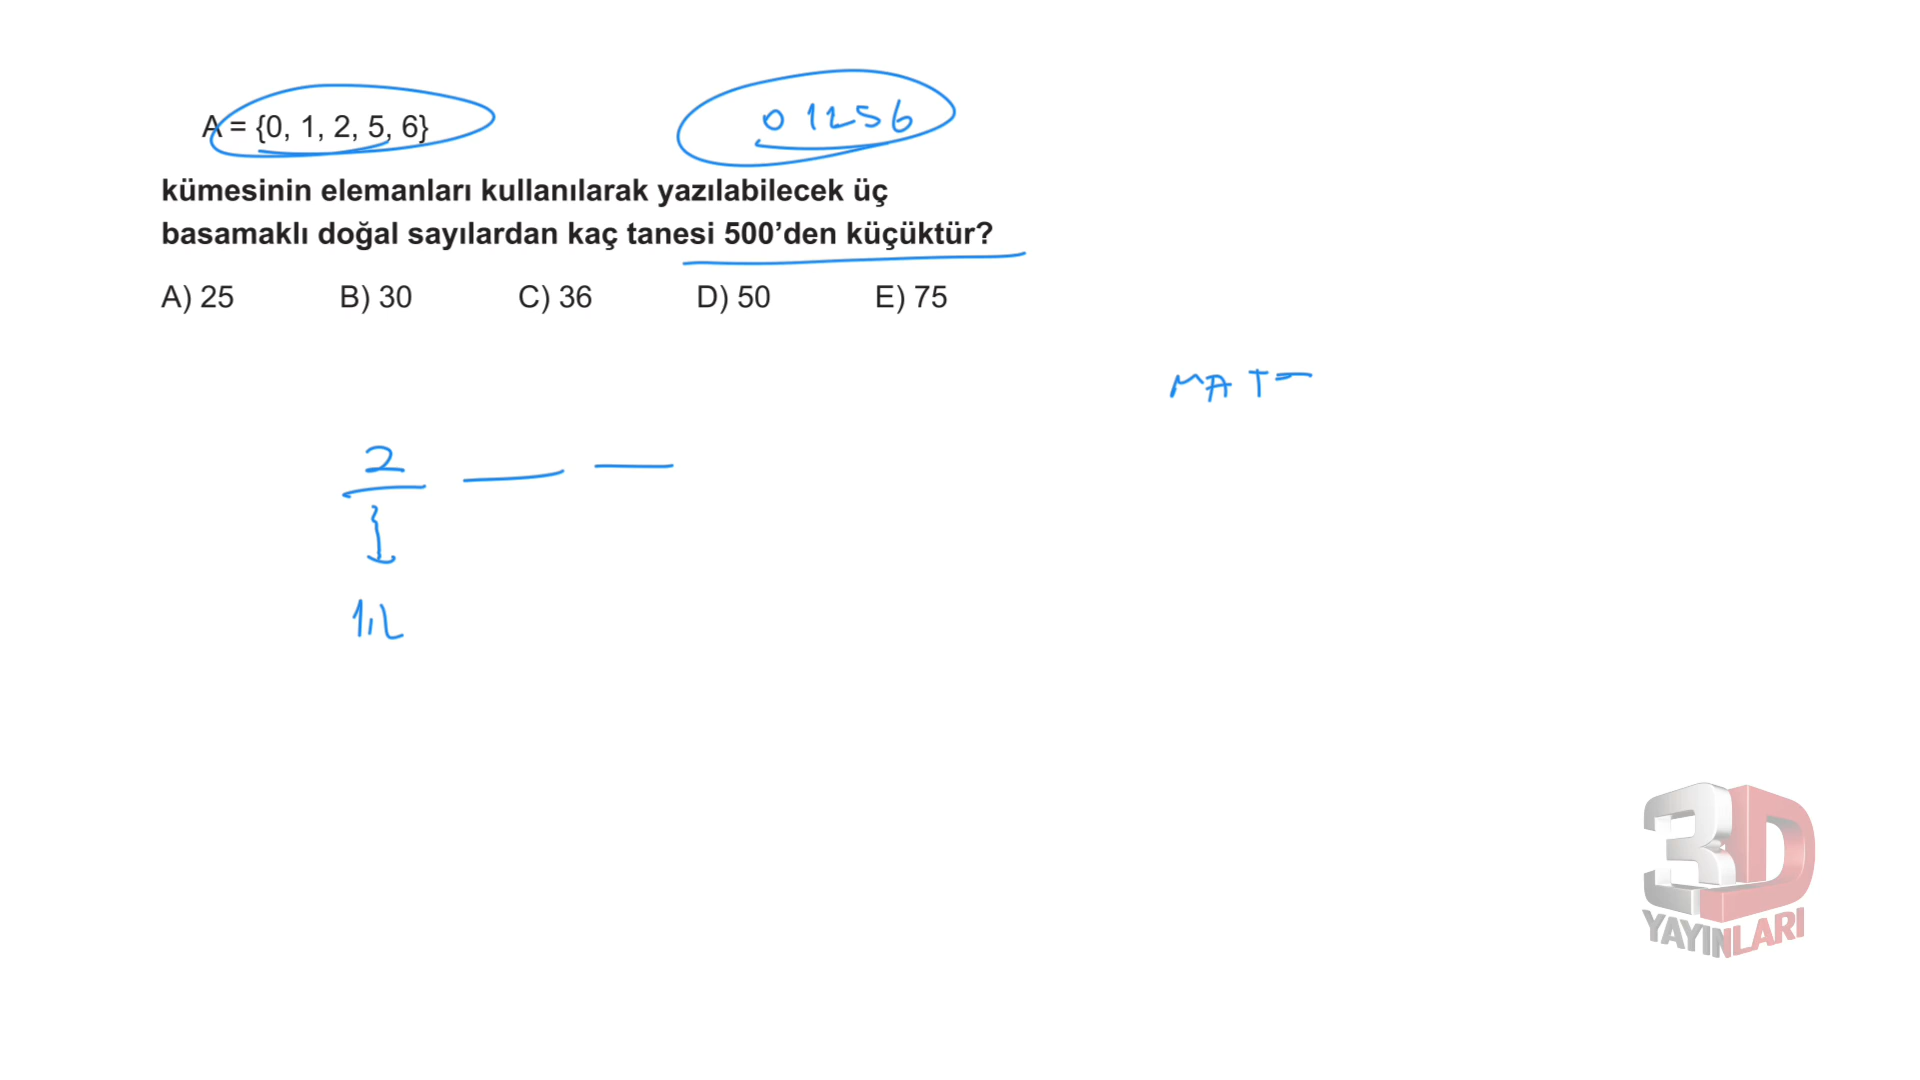 A = {0, 1, 2, 5, 6}
0 1 2 5 6
kümesinin elemanları kullanılarak yazılabilecek üç
basamaklı doğal sayılardan kaç tanesi 500’den küçüktür?
A) 25 B) 30 C) 36 D) 50 E) 75
MAT
2
1,2
3D
YAYINLARI